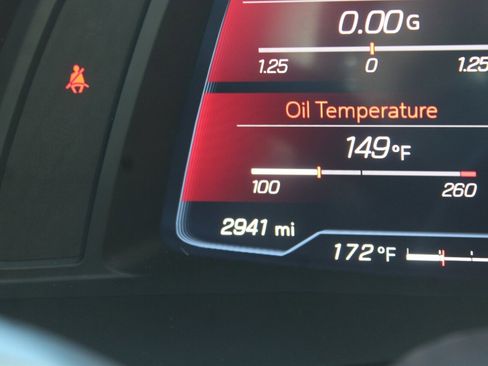 0.00G
1.25 0 1.25
Oil Temperature
149°F
100 260
2941 mi
172°F